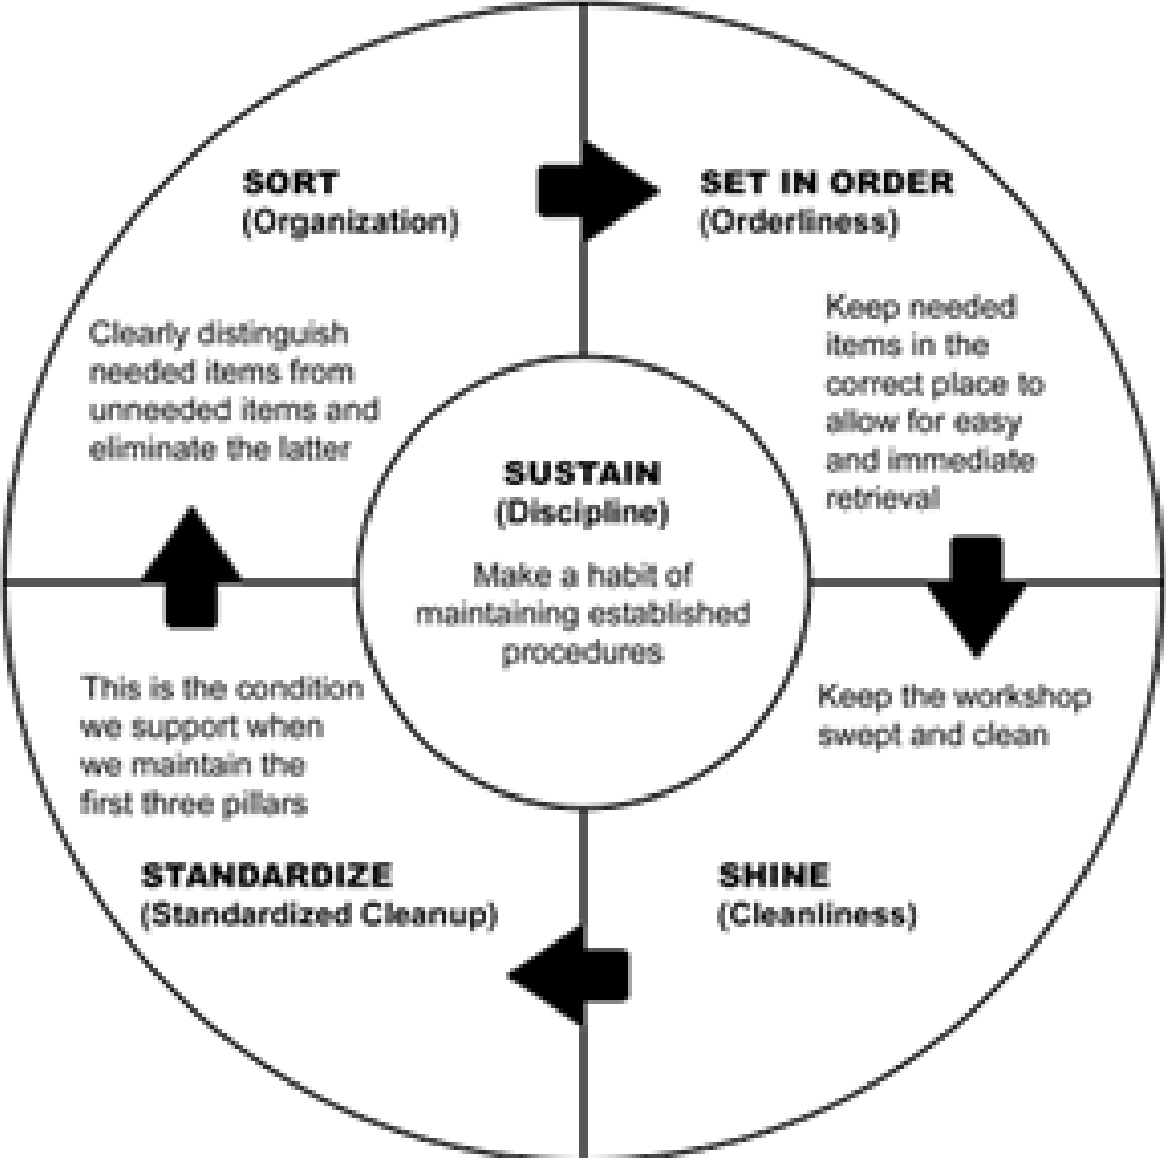 SORT
(Organization)
Clearly distinguish
needed items from
unneeded items and
eliminate the latter
SET IN ORDER
(Orderliness)
Keep needed
items in the
correct place to
allow for easy
and immediate
retrieval
SUSTAIN
(Discipline)
Make a habit of
maintaining established
procedures
This is the condition
we support when
we maintain the
first three pillars
STANDARDIZE
(Standardized Cleanup)
Keep the workshop
swept and clean
SHINE
(Cleanliness)